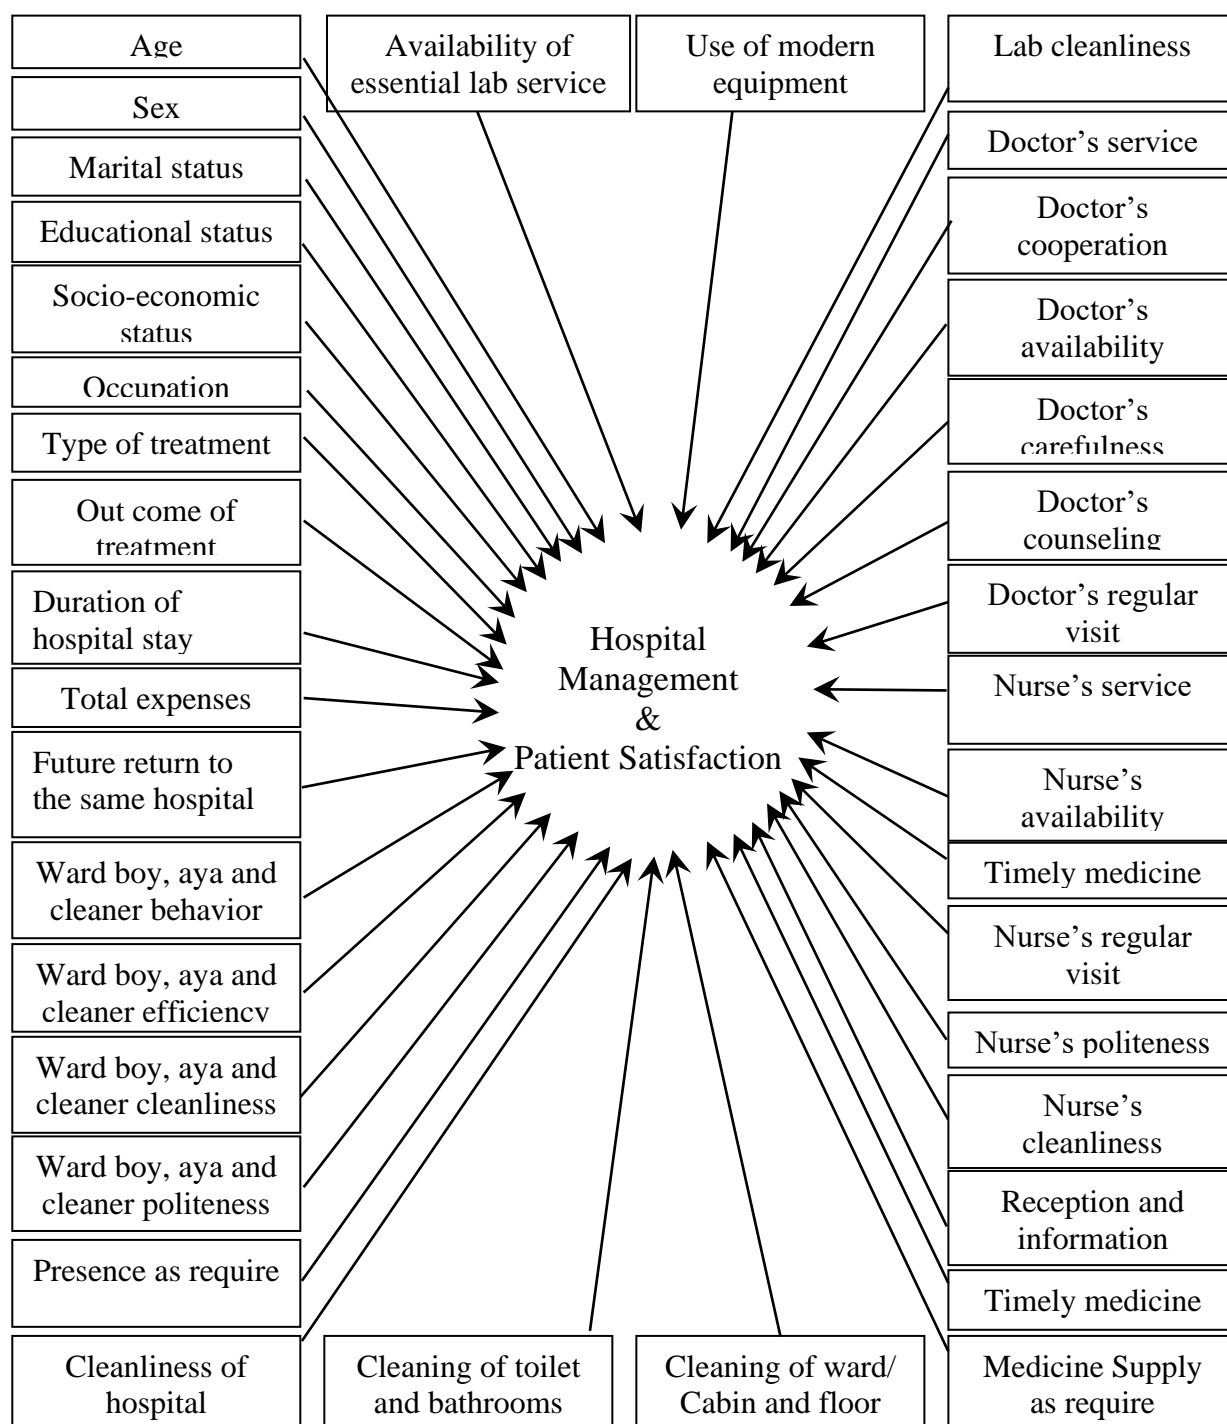 Age
Availability of
essential lab service
Use of modern
equipment
Lab cleanliness
Sex
Marital status
Educational status
Socio-economic
status
Occupation
Type of treatment
Out come of
treatment
Duration of
hospital stay
Total expenses
Future return to
the same hospital
Ward boy, aya and
cleaner behavior
Ward boy, aya and
cleaner efficiency
Ward boy, aya and
cleaner cleanliness
Ward boy, aya and
cleaner politeness
Presence as require
Cleanliness of
hospital
Hospital
Management
&
Patient Satisfaction
Cleaning of toilet
and bathrooms
Cleaning of ward/
Cabin and floor
Doctor’s service
Doctor’s
cooperation
Doctor’s
availability
Doctor’s
carefulness
Doctor’s
counseling
Doctor’s regular
visit
Nurse’s service
Nurse’s
availability
Timely medicine
Nurse’s regular
visit
Nurse’s politeness
Nurse’s
cleanliness
Reception and
information
Timely medicine
Medicine Supply
as require